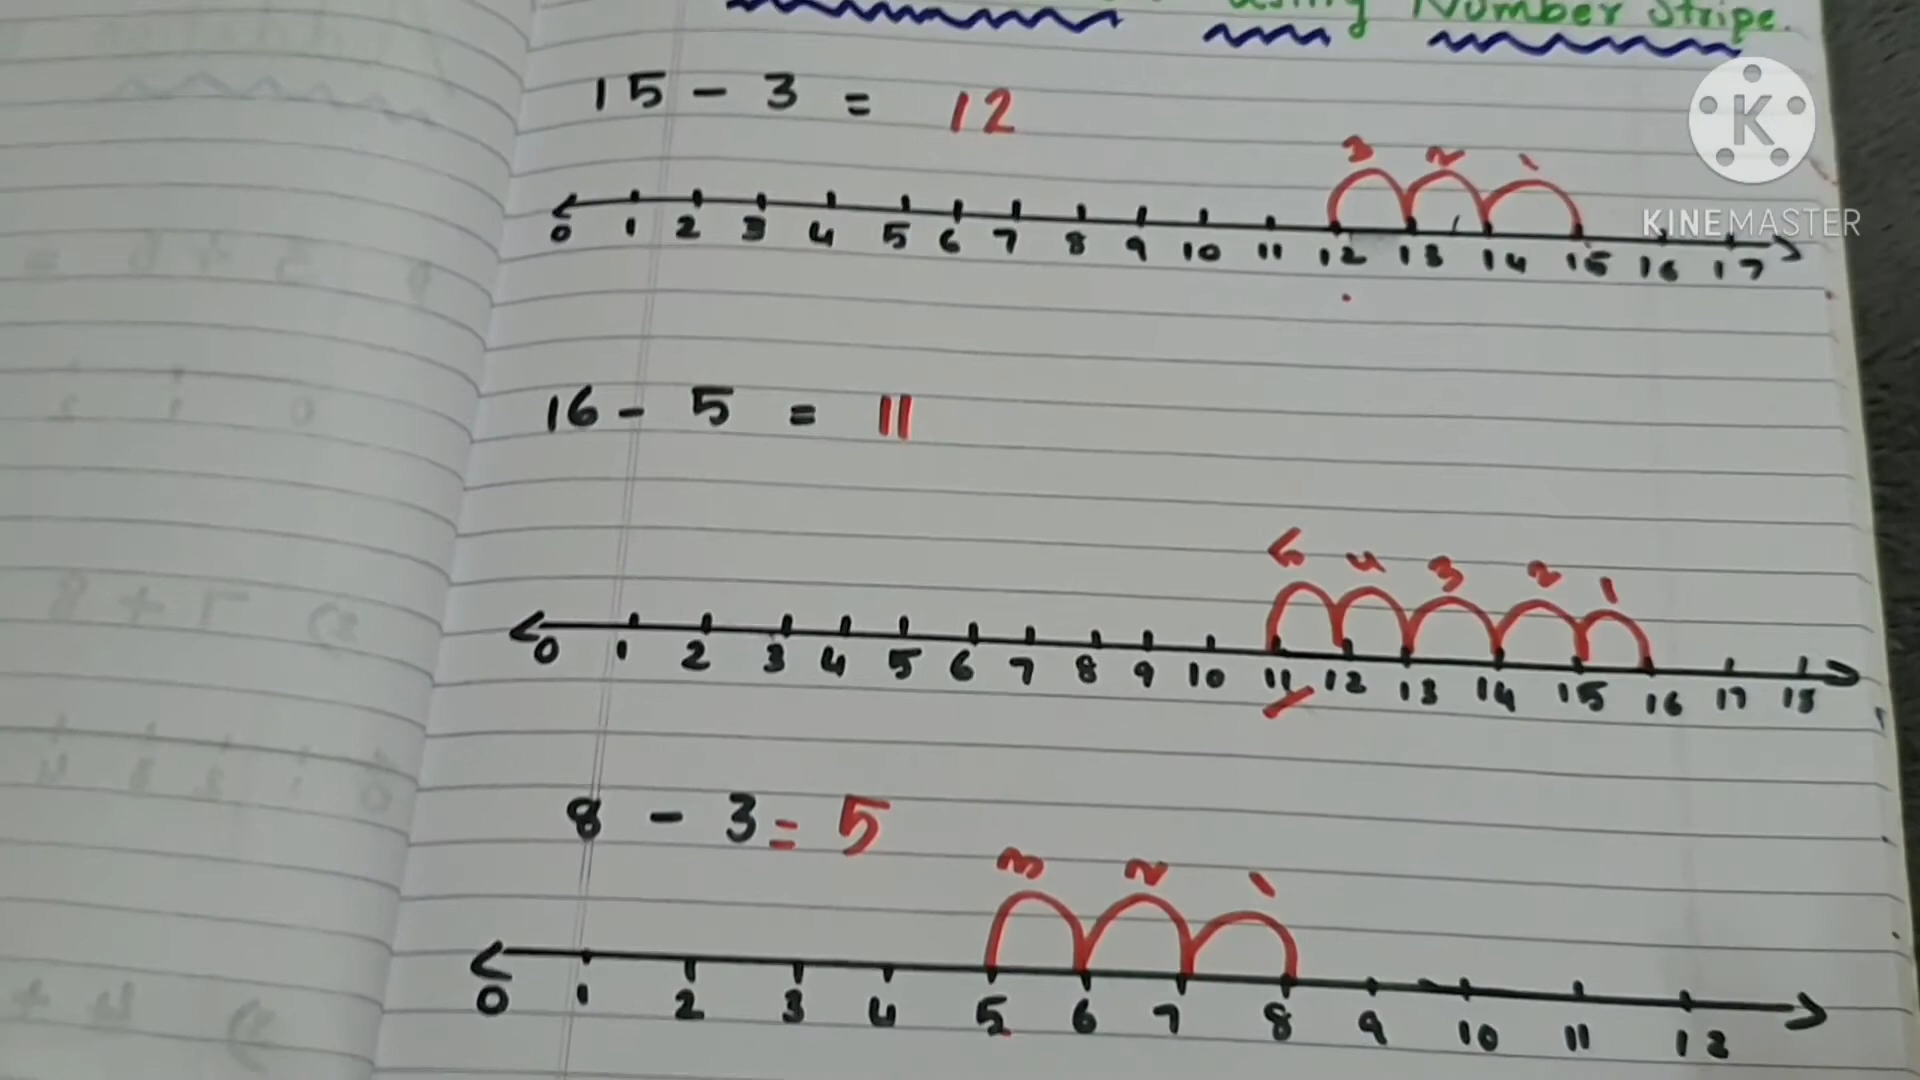 using Number Stripe.
15 - 3 = 12
K
KINEMASTER
3 2 1
0 1 2 3 4 5 6 7 8 9 10 11 12 13 14 15 16 17
16 - 5 = 11
5 4 3 2 1
0 1 2 3 4 5 6 7 8 9 10 11 12 13 14 15 16 17 18
8 - 3 = 5
3 2 1
0 1 2 3 4 5 6 7 8 9 10 11 12